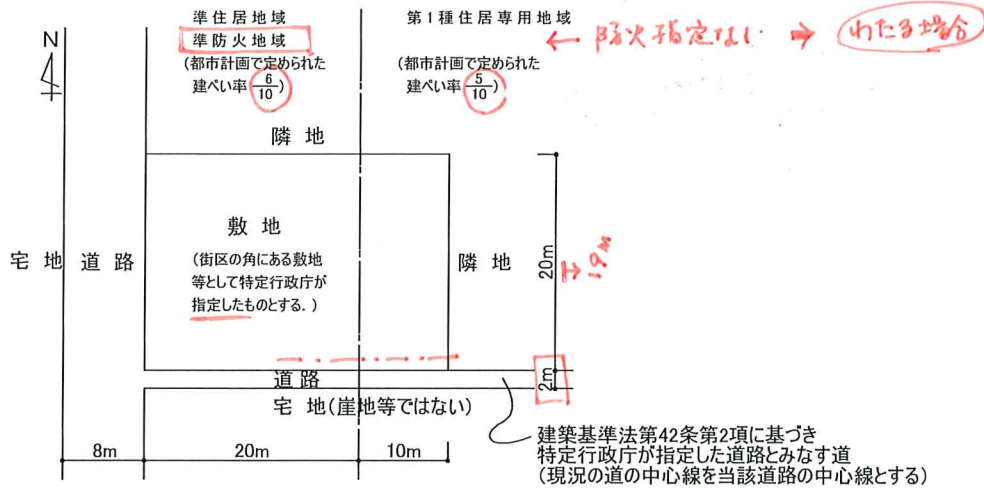 準住居地域
準防火地域
(都市計画で定められた
建ぺい率 6/10)
第1種住居専用地域
(都市計画で定められた
建ぺい率 5/10)
← 防火指定ない → わたる場合
N
隣地
敷地
(街区の角にある敷地
等として特定行政庁が
指定したものとする.)
宅地
道路
隣地
20m
→ 19m
道路
2m
宅地(崖地等ではない)
8m
20m
10m
建築基準法第42条第2項に基づき
特定行政庁が指定した道路とみなす道
(現況の道の中心線を当該道路の中心線とする)